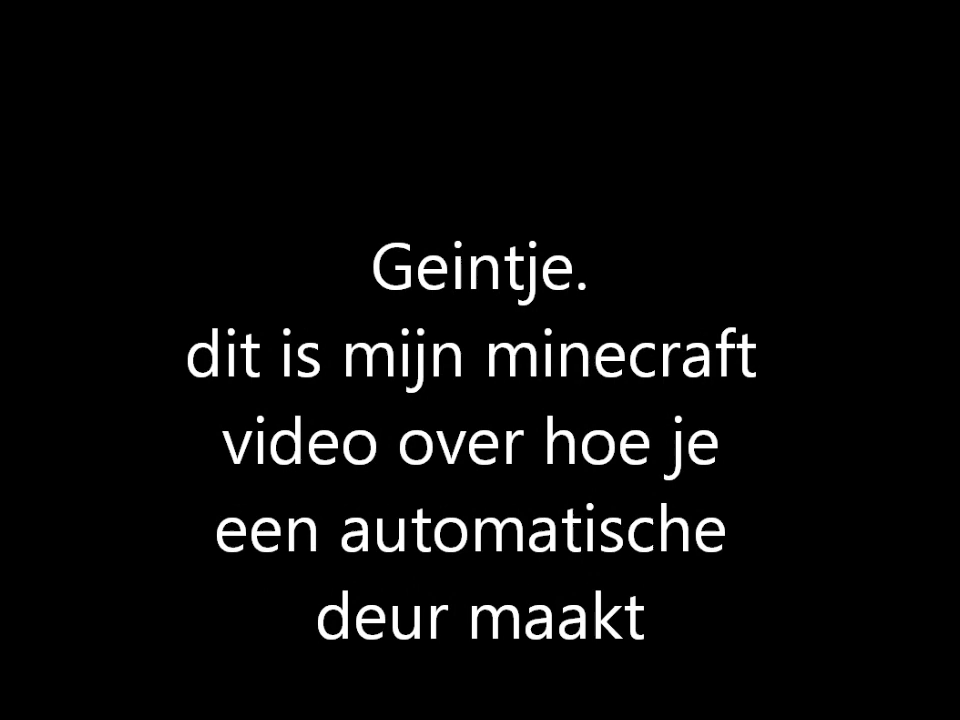 Geintje.
dit is mijn minecraft
video over hoe je
een automatische
deur maakt